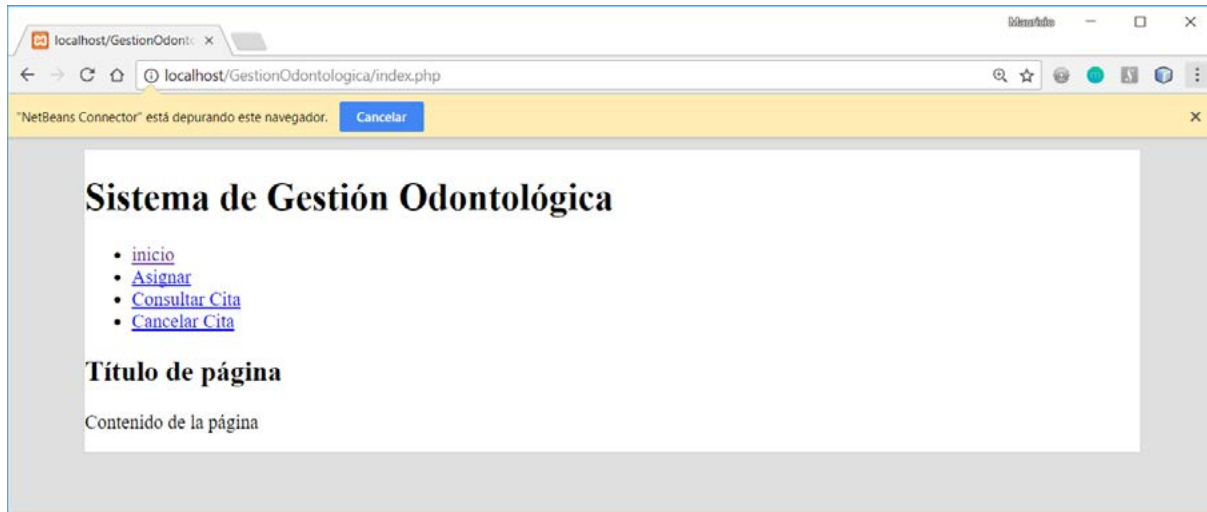 Mauricio
localhost/GestionOdonto
localhost/GestionOdontologica/index.php
"NetBeans Connector" está depurando este navegador. Cancelar
Sistema de Gestión Odontológica
inicio
Asignar
Consultar Cita
Cancelar Cita
Título de página
Contenido de la página